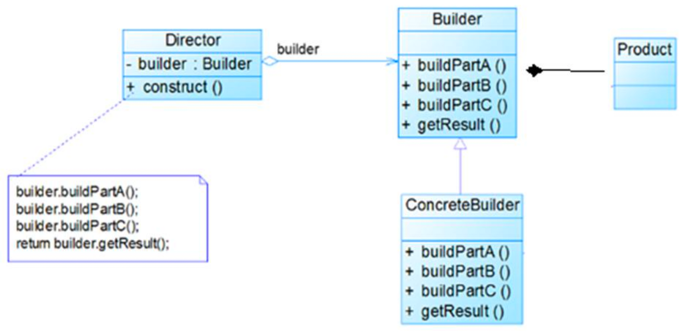 Director
- builder : Builder
+ construct ()
builder
Builder
+ buildPartA ()
+ buildPartB ()
+ buildPartC ()
+ getResult ()
Product
builder.buildPartA();
builder.buildPartB();
builder.buildPartC();
return builder.getResult();
ConcreteBuilder
+ buildPartA ()
+ buildPartB ()
+ buildPartC ()
+ getResult ()